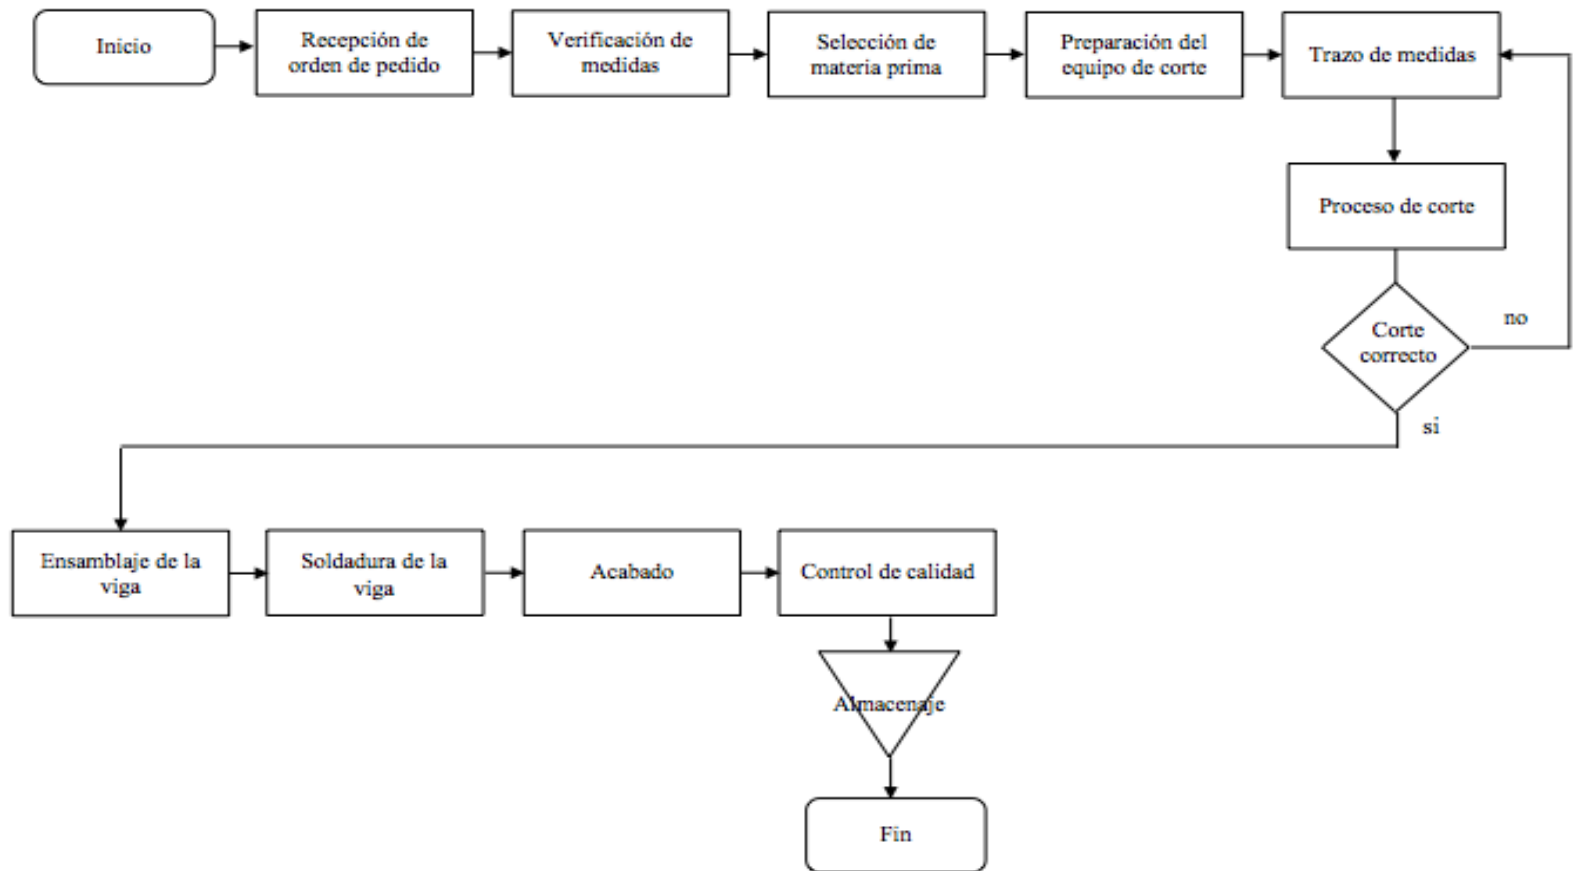 Inicio
Recepción de
orden de pedido
Verificación de
medidas
Selección de
materia prima
Preparación del
equipo de corte
Trazo de medidas
Proceso de corte
Corte
correcto
no
si
Ensamblaje de la
viga
Soldadura de la
viga
Acabado
Control de calidad
Almacenaje
Fin